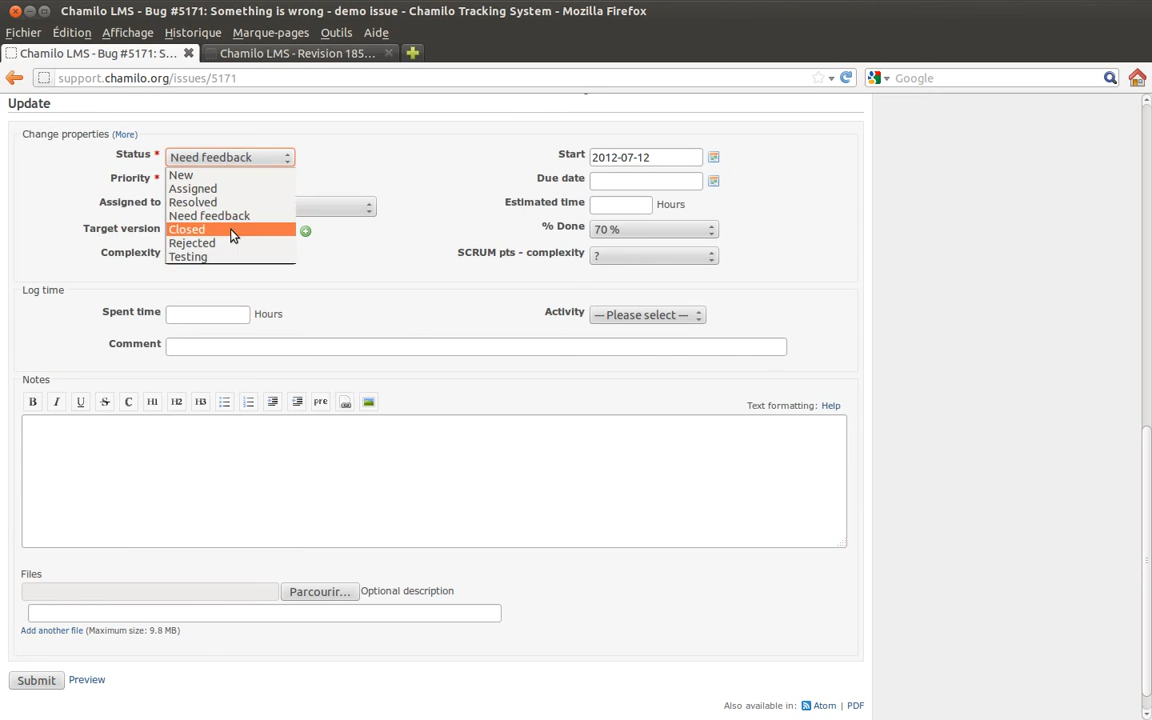 Chamilo LMS - Bug #5171: Something is wrong - demo issue - Chamilo Tracking System - Mozilla Firefox
Fichier Édition Affichage Historique Marque-pages Outils Aide
Chamilo LMS - Bug #5171: S... Chamilo LMS - Revision 185...
support.chamilo.org/issues/5171 Google
Update
Change properties (More)
Status * Need feedback Start 2012-07-12
New
Priority * Due date
Assigned
Resolved
Assigned to Estimated time Hours
Need feedback
Target version Closed % Done 70 %
Rejected
Complexity SCRUM pts - complexity ?
Testing
Log time
Spent time Hours Activity --- Please select ---
Comment
Notes
B I U S C H1 H2 H3 pre Text formatting: Help
Files
Parcourir... Optional description
Add another file (Maximum size: 9.8 MB)
Submit Preview
Also available in: Atom | PDF